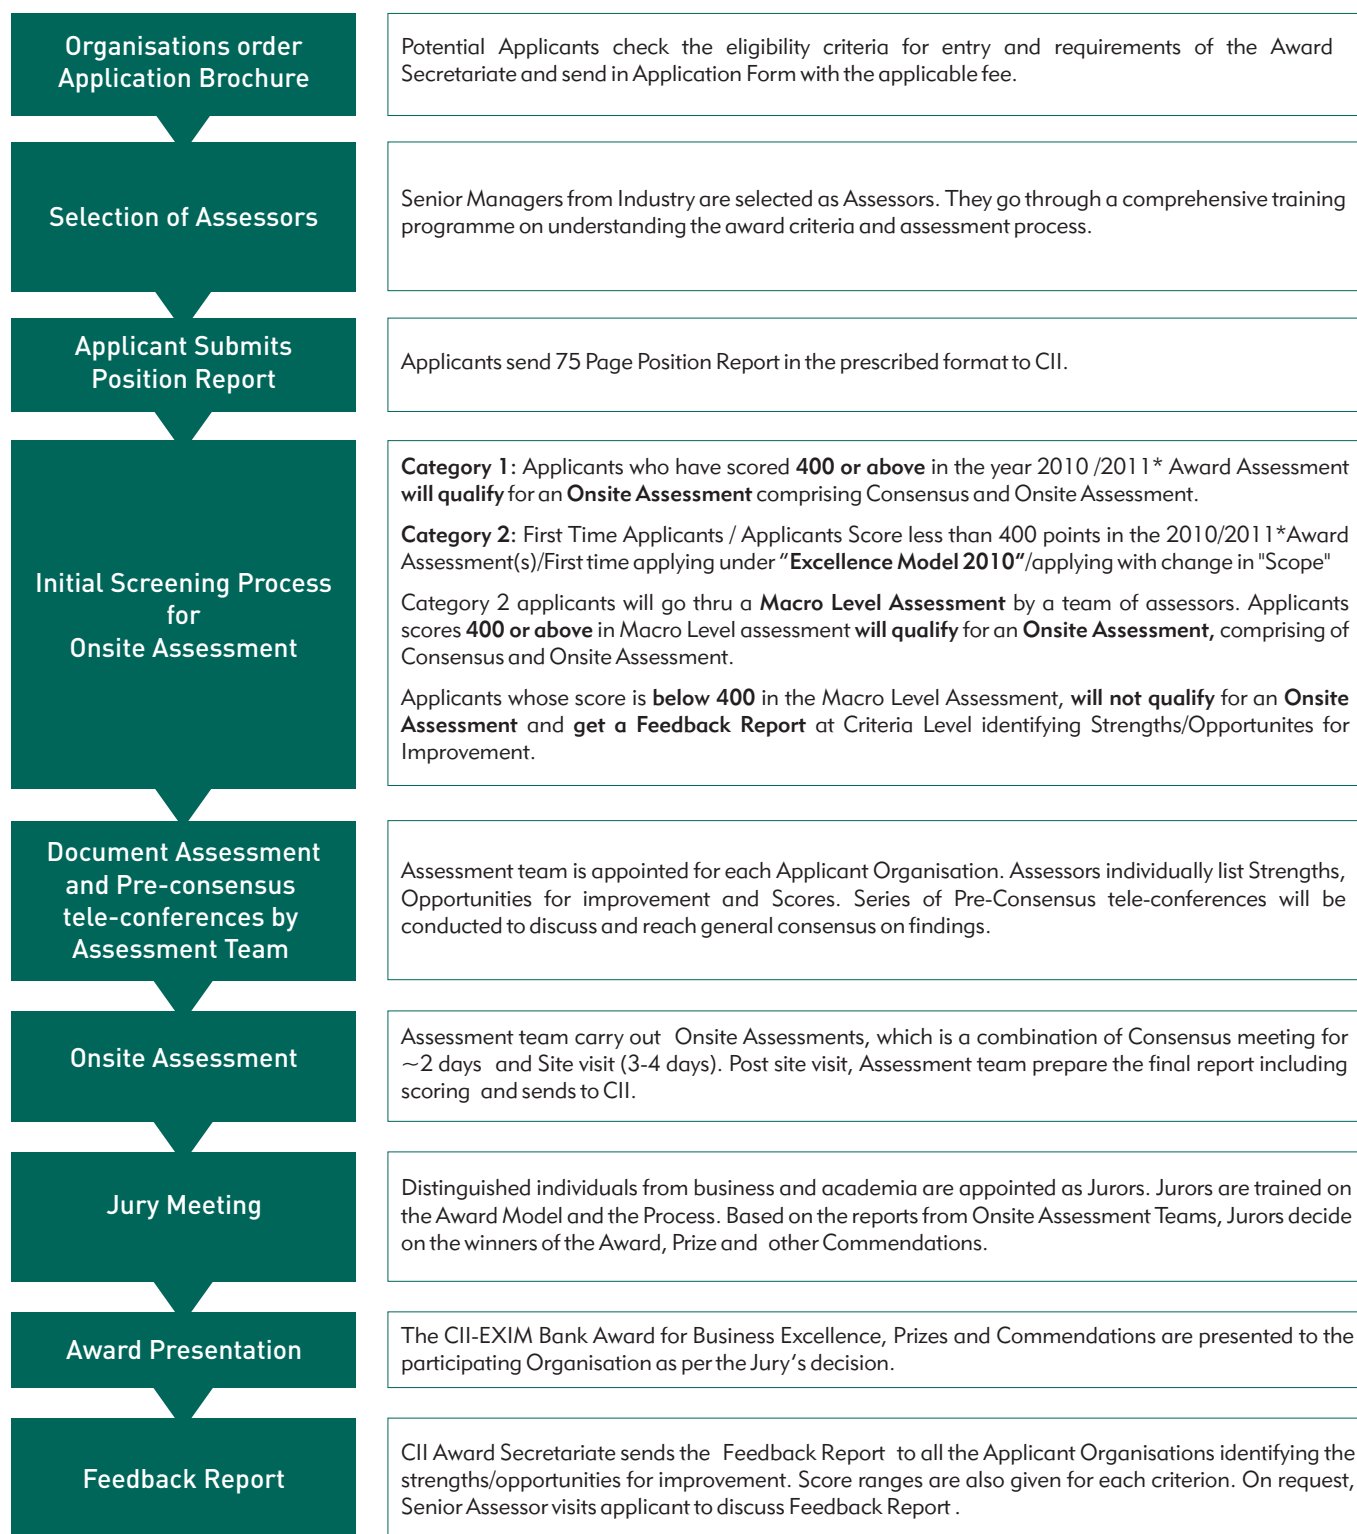 Organisations order
Application Brochure
Potential Applicants check the eligibility criteria for entry and requirements of the Award
Secretariate and send in Application Form with the applicable fee.
Selection of Assessors
Senior Managers from Industry are selected as Assessors. They go through a comprehensive training
programme on understanding the award criteria and assessment process.
Applicant Submits
Position Report
Applicants send 75 Page Position Report in the prescribed format to CII.
Initial Screening Process
for
Onsite Assessment
Category 1: Applicants who have scored 400 or above in the year 2010 /2011* Award Assessment
will qualify for an Onsite Assessment comprising Consensus and Onsite Assessment.
Category 2: First Time Applicants / Applicants Score less than 400 points in the 2010/2011*Award
Assessment(s)/First time applying under “Excellence Model 2010”/applying with change in "Scope"
Category 2 applicants will go thru a Macro Level Assessment by a team of assessors. Applicants
scores 400 or above in Macro Level assessment will qualify for an Onsite Assessment, comprising of
Consensus and Onsite Assessment.
Applicants whose score is below 400 in the Macro Level Assessment, will not qualify for an Onsite
Assessment and get a Feedback Report at Criteria Level identifying Strengths/Opportunites for
Improvement.
Document Assessment
and Pre-consensus
tele-conferences by
Assessment Team
Assessment team is appointed for each Applicant Organisation. Assessors individually list Strengths,
Opportunities for improvement and Scores. Series of Pre-Consensus tele-conferences will be
conducted to discuss and reach general consensus on findings.
Onsite Assessment
Assessment team carry out Onsite Assessments, which is a combination of Consensus meeting for
~2 days and Site visit (3-4 days). Post site visit, Assessment team prepare the final report including
scoring and sends to CII.
Jury Meeting
Distinguished individuals from business and academia are appointed as Jurors. Jurors are trained on
the Award Model and the Process. Based on the reports from Onsite Assessment Teams, Jurors decide
on the winners of the Award, Prize and other Commendations.
Award Presentation
The CII-EXIM Bank Award for Business Excellence, Prizes and Commendations are presented to the
participating Organisation as per the Jury’s decision.
Feedback Report
CII Award Secretariate sends the Feedback Report to all the Applicant Organisations identifying the
strengths/opportunities for improvement. Score ranges are also given for each criterion. On request,
Senior Assessor visits applicant to discuss Feedback Report .